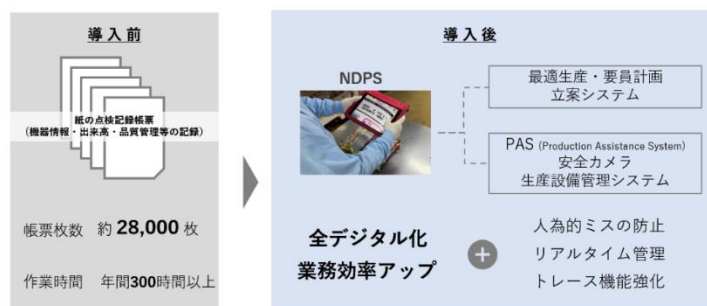 導入前
紙の点検記録帳票
(機器情報・出来高・品質管理等の記録)
帳票枚数 約 28,000 枚
作業時間 年間300時間以上
導入後
NDPS
最適生産・要員計画
立案システム
PAS (Production Assistance System)
安全カメラ
生産設備管理システム
全デジタル化
業務効率アップ
人為的ミスの防止
リアルタイム管理
トレース機能強化